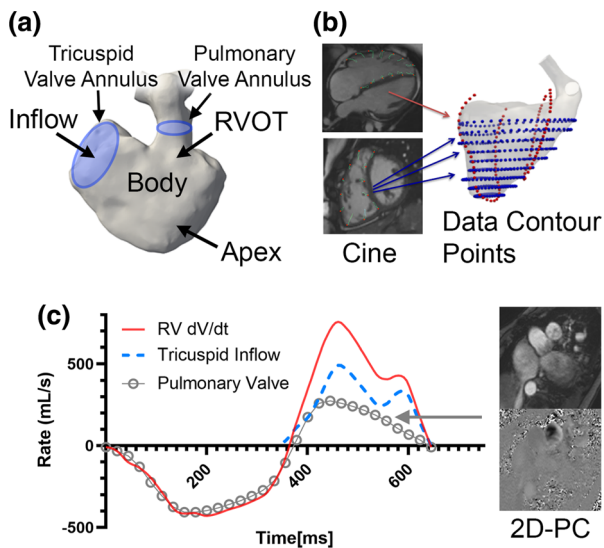 (a)
Tricuspid
Valve Annulus
Pulmonary
Valve Annulus
Inflow
RVOT
Body
Apex
(b)
Cine
Data Contour
Points
(c)
RV dV/dt
Tricuspid Inflow
Pulmonary Valve
Rate (mL/s)
500
0
-500
200
400
600
Time[ms]
2D-PC